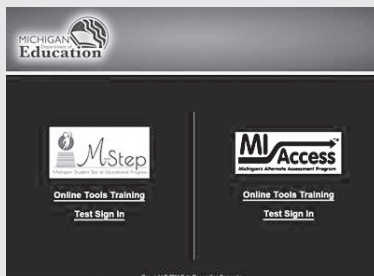 MICHIGAN
Department of
Education
M-Step
Michigan Student Test of Educational Progress
Online Tools Training
Test Sign In
MI Access
Michigan's Alternate Assessment Program
Online Tools Training
Test Sign In